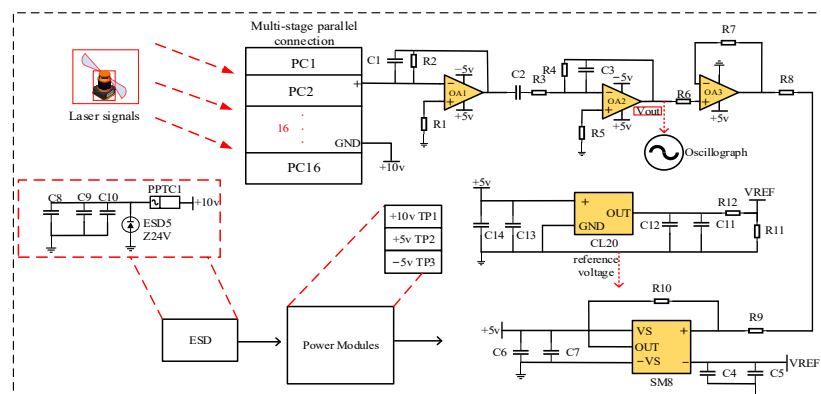 Multi-stage parallel
connection
PC1
PC2
16
PC16
+
GND
+10v
Laser signals
C1
R2
−5v
OA1
+5v
R1
C2
R3
R4
C3
−5v
OA2
+5v
R5
Vout
Oscillograph
R6
R7
OA3
+5v
R8
C8
C9
C10
PPTC1
+10v
ESD5
Z24V
+10v TP1
+5v TP2
−5v TP3
+5v
C14
C13
+
OUT
GND
CL20
C12
C11
R12
VREF
R11
reference
voltage
ESD
Power Modules
R10
R9
+5v
C6
C7
VS
+
OUT
−VS
−
SM8
C4
C5
VREF